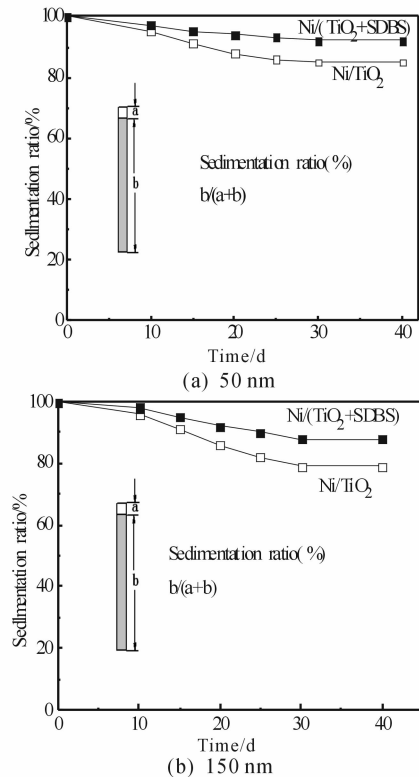 100
80
60
40
20
0
Sedlmentation ratio/%
Ni/(TiO2+SDBS)
Ni/TiO2
a
b
Sedimentation ratio(%)
b/(a+b)
0 10 20 30 40
Time/d
(a) 50 nm
100
80
60
40
20
0
Sedlmentation ratio/%
Ni/(TiO2+SDBS)
Ni/TiO2
a
b
Sedimentation ratio(%)
b/(a+b)
0 10 20 30 40
Time/d
(b) 150 nm